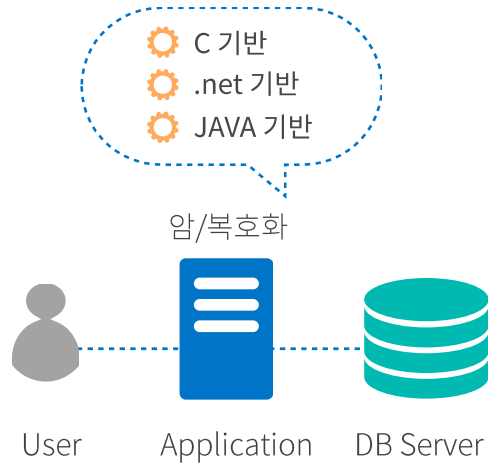 C 기반
.net 기반
JAVA 기반
암/복호화
User
Application
DB Server